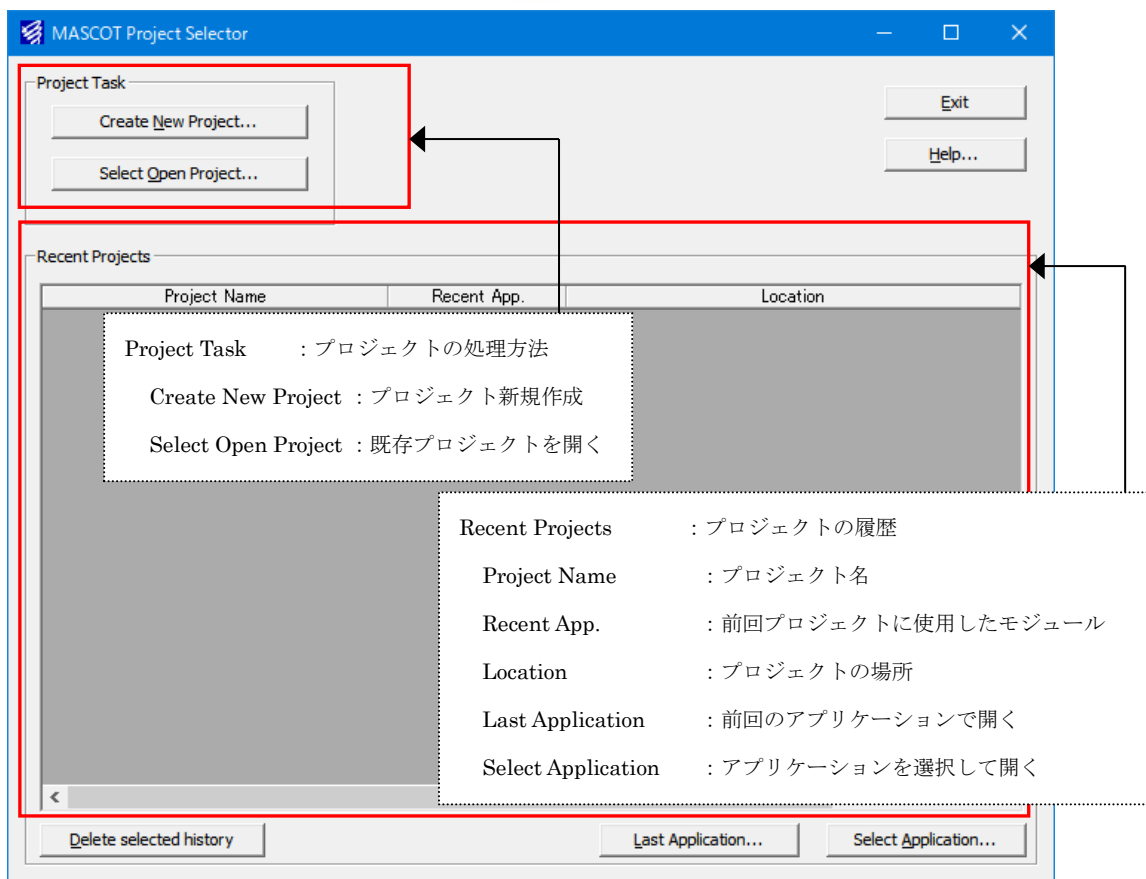 MASCOT Project Selector
Project Task
Create New Project...
Select Open Project...
Exit
Help...
Recent Projects
Project Name Recent App. Location
Project Task ：プロジェクトの処理方法
Create New Project ：プロジェクト新規作成
Select Open Project ：既存プロジェクトを開く
Recent Projects ：プロジェクトの履歴
Project Name ：プロジェクト名
Recent App. ：前回プロジェクトに使用したモジュール
Location ：プロジェクトの場所
Last Application ：前回のアプリケーションで開く
Select Application ：アプリケーションを選択して開く
Delete selected history
Last Application...
Select Application...